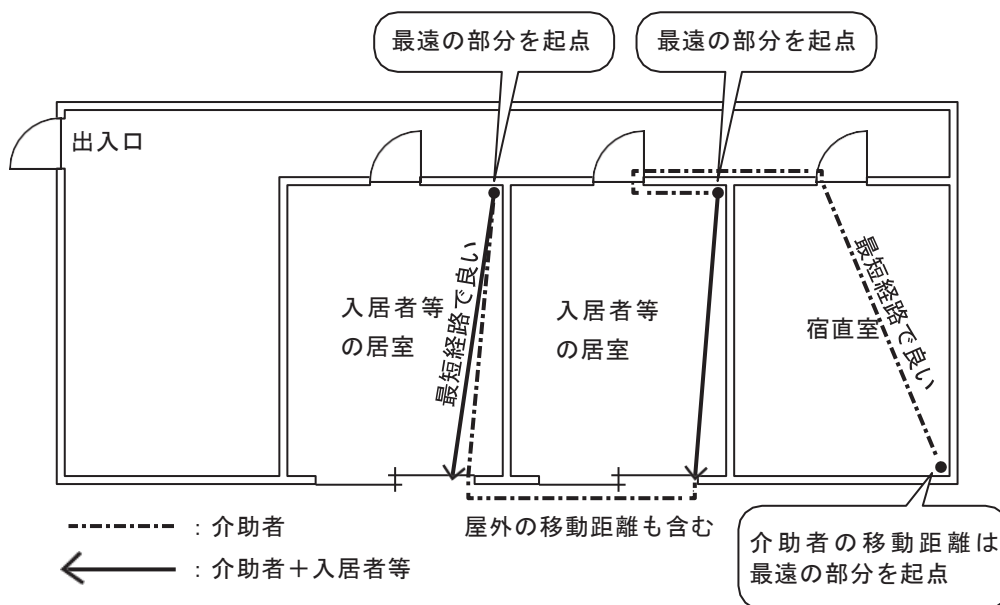 最遠の部分を起点
最遠の部分を起点
出入口
入居者等
の居室
最短経路で良い
入居者等
の居室
宿直室
最短経路で良い
: 介助者
屋外の移動距離も含む
: 介助者＋入居者等
介助者の移動距離は
最遠の部分を起点